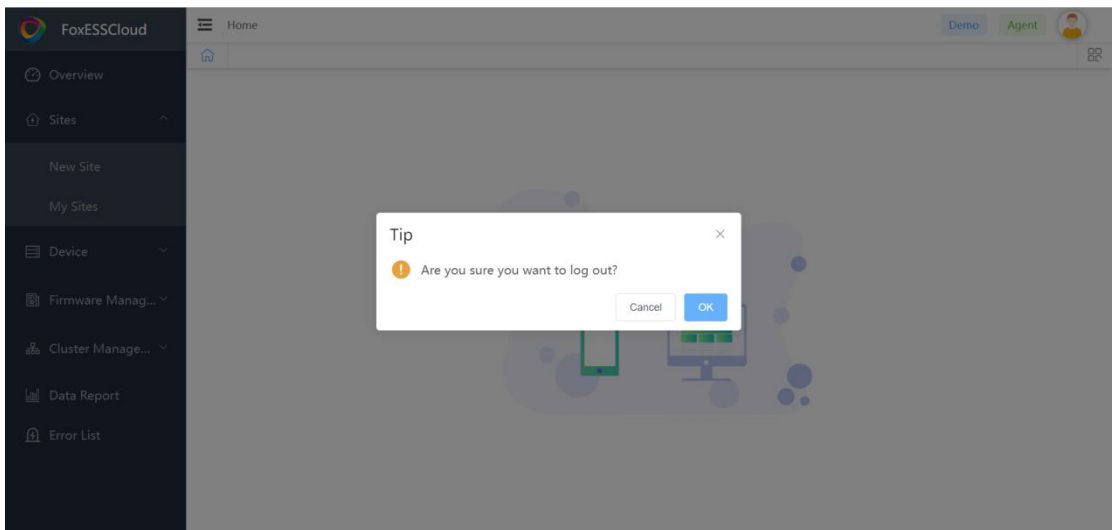 FoxESSCloud
Home
Demo
Agent
Overview
Sites
New Site
My Sites
Device
Firmware Manag...
Cluster Manage...
Data Report
Error List
Tip
Are you sure you want to log out?
Cancel
OK